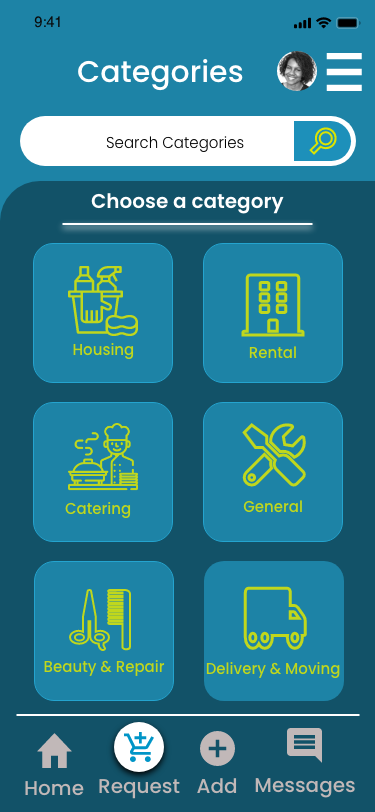 9:41
Categories
Search Categories
Choose a category
Housing
Rental
Catering
General
Beauty & Repair
Delivery & Moving
Home
Request
Add
Messages